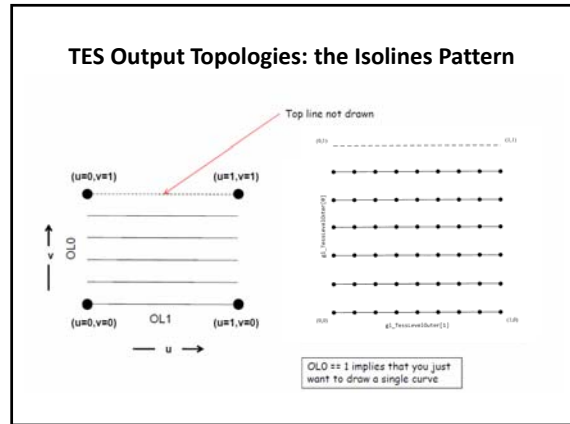 TES Output Topologies: the Isolines Pattern
Top line not drawn
(u=0,v=1)
(u=1,v=1)
v
OL0
(u=0,v=0)
OL1
(u=1,v=0)
u
(0,1)
(1,1)
gl_TessLevelOuter[0]
(0,0)
gl_TessLevelOuter[1]
(1,0)
OL0 == 1 implies that you just
want to draw a single curve